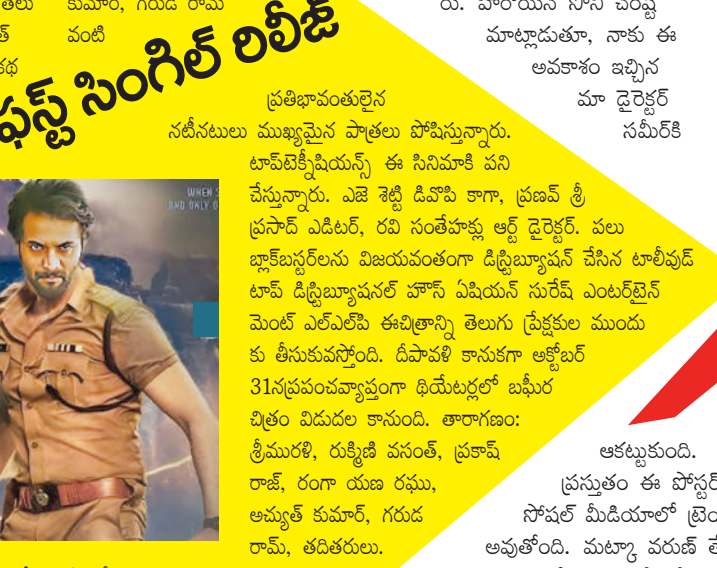 కుమార్, గరుడ రామ్
వంటి
ఫస్ట్ సింగిల్ రిలీజ్
ప్రతిభావంతులైన
నటీనటులు ముఖ్యమైన పాత్రలు పోషిస్తున్నారు.
టాప్‌టెక్నీషియన్స్ ఈ సినిమాకి పని
చేస్తున్నారు. ఎజె శెట్టి డివొపి కాగా, ప్రణవ్ శ్రీ
ప్రసాద్ ఎడిటర్, రవి సంతేహక్లు ఆర్ట్ డైరెక్టర్. పలు
బ్లాక్‌బస్టర్‌లను విజయవంతంగా డిస్ట్రిబ్యూషన్ చేసిన టాలీవుడ్
టాప్ డిస్ట్రిబ్యూషనల్ హౌస్ ఏషియన్ సురేష్ ఎంటర్‌టైన్
మెంట్ ఎల్‌ఎల్‌పి ఈచిత్రాన్ని తెలుగు ప్రేక్షకుల ముందు
కు తీసుకువస్తోంది. దీపావళి కానుకగా అక్టోబర్
31నప్రపంచవ్యాప్తంగా థియేటర్లలో బఘీర
చిత్రం విడుదల కానుంది. తారాగణం:
శ్రీమురళి, రుక్మిణి వసంత్, ప్రకాష్
రాజ్, రంగా యణ రఘు,
అచ్యుత్ కుమార్, గరుడ
రామ్, తదితరులు.
మాట్లాడుతూ, నాకు ఈ
అవకాశం ఇచ్చిన
మా డైరెక్టర్
సమీర్‌కి
ఆకట్టుకుంది.
ప్రస్తుతం ఈ పోస్టర్
సోషల్ మీడియాలో
అవుతోంది. మట్కా వరుణ్
WHEN
AND ONLY